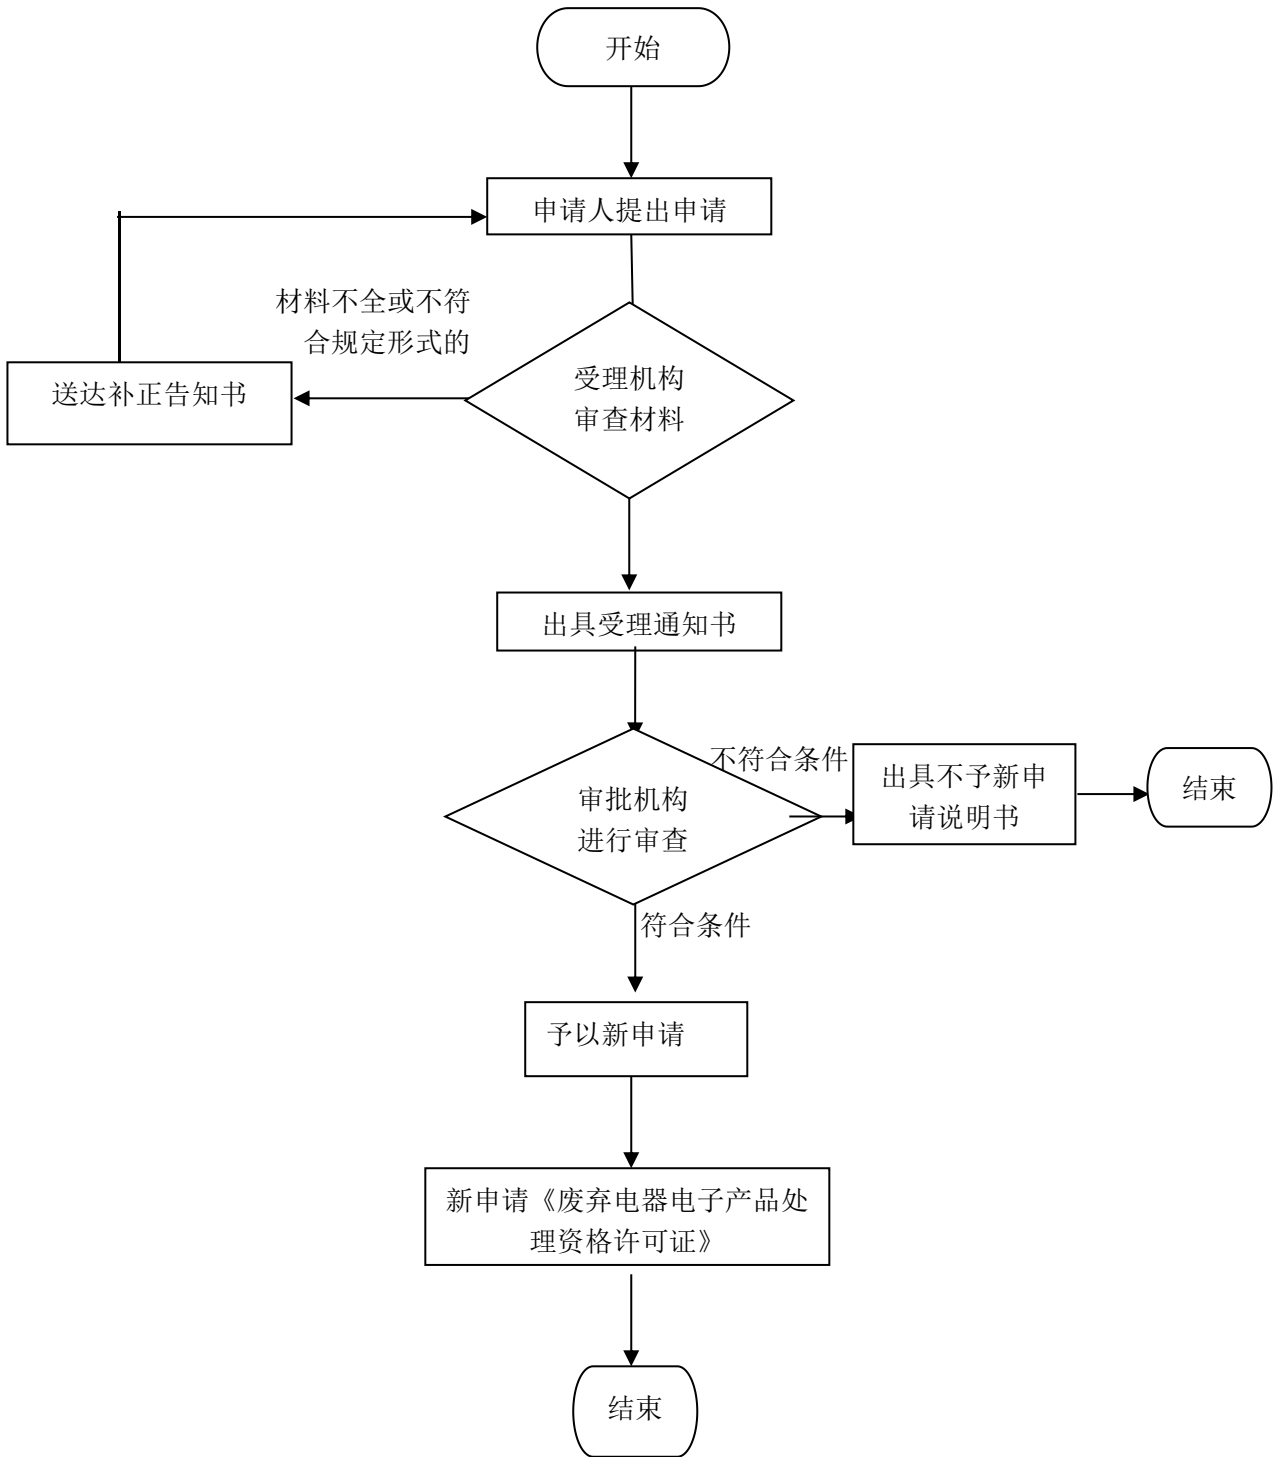 开始
申请人提出申请
材料不全或不符
合规定形式的
送达补正告知书
受理机构
审查材料
出具受理通知书
不符合条件
出具不予新申
请说明书
结束
审批机构
进行审查
符合条件
予以新申请
新申请《废弃电器电子产品处
理资格许可证》
结束